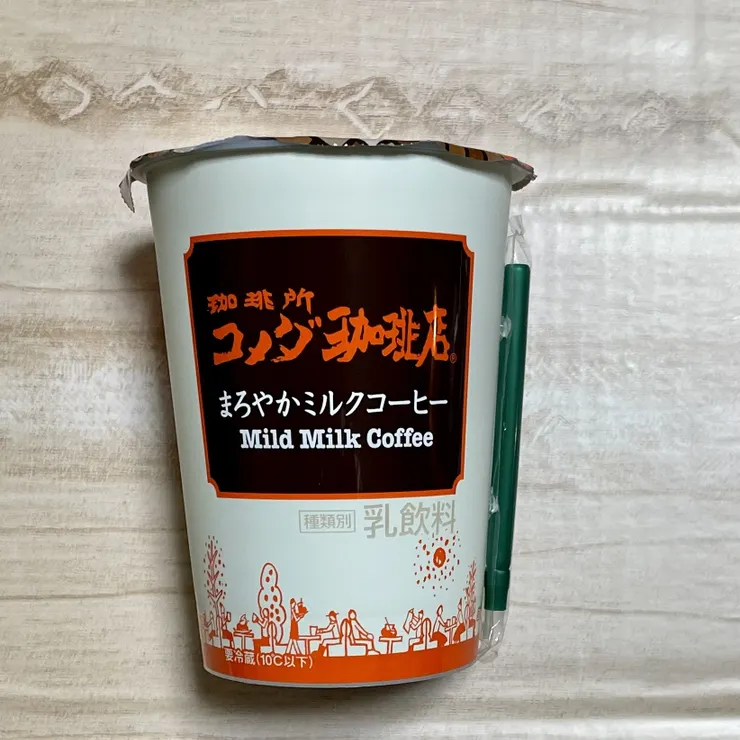 珈琲所
コメダ珈琲店®
まろやかミルクコーヒー
Mild Milk Coffee
種類別 乳飲料
要冷蔵(10℃以下)